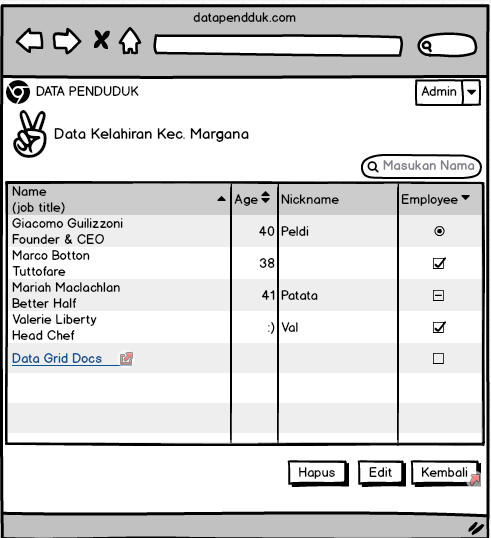 datapendduk.com
DATA PENDUDUK
Admin
Data Kelahiran Kec. Margana
Masukan Nama
Name
(job title)
Age
Nickname
Employee
Giacomo Guilizzoni
Founder & CEO
40
Peldi
Marco Botton
Tuttofare
38
Mariah Maclachlan
Better Half
41
Patata
Valerie Liberty
Head Chef
:)
Val
Data Grid Docs
Hapus
Edit
Kembali